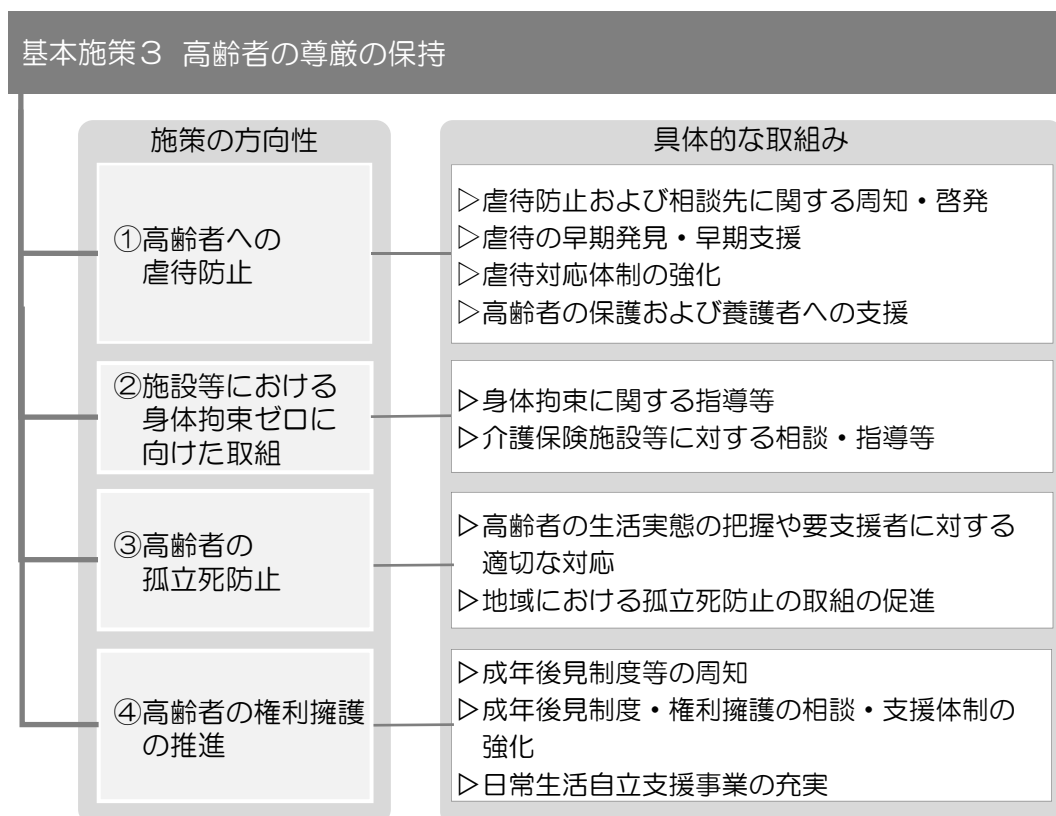 基本施策３ 高齢者の尊厳の保持
施策の方向性
具体的な取組み
①高齢者への
虐待防止
▷虐待防止および相談先に関する周知・啓発
▷虐待の早期発見・早期支援
▷虐待対応体制の強化
▷高齢者の保護および養護者への支援
②施設等における
身体拘束ゼロに
向けた取組
▷身体拘束に関する指導等
▷介護保険施設等に対する相談・指導等
③高齢者の
孤立死防止
▷高齢者の生活実態の把握や要支援者に対する
適切な対応
▷地域における孤立死防止の取組の促進
④高齢者の権利擁護
の推進
▷成年後見制度等の周知
▷成年後見制度・権利擁護の相談・支援体制の
強化
▷日常生活自立支援事業の充実